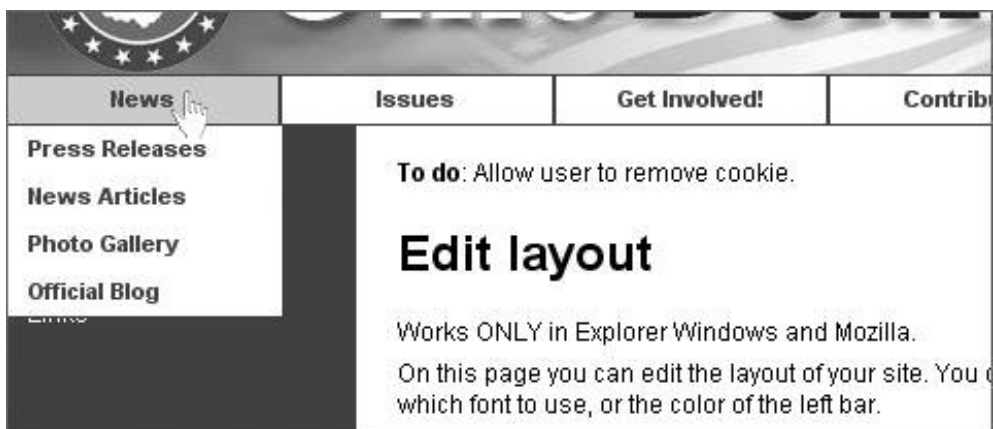 News
Issues
Get Involved!
Press Releases
News Articles
Photo Gallery
Official Blog
To do: Allow user to remove cookie.
Edit layout
Works ONLY in Explorer Windows and Mozilla.
On this page you can edit the layout of your site. You
which font to use, or the color of the left bar.